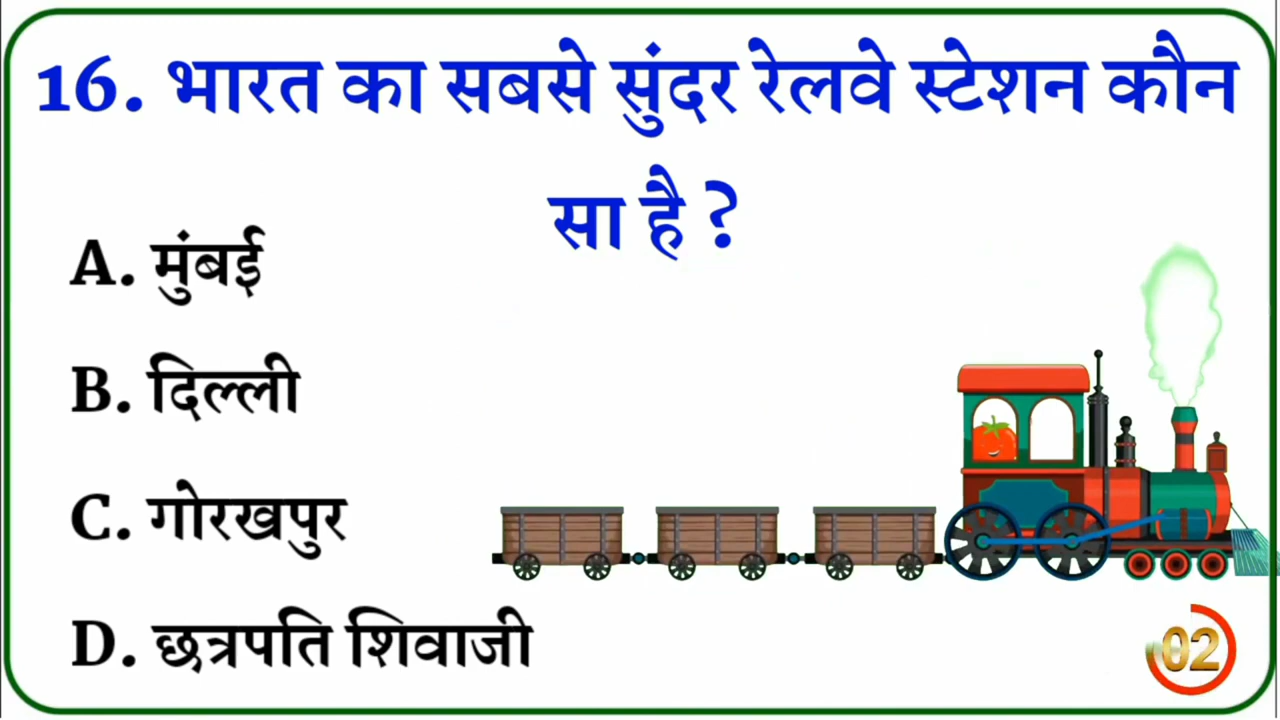 16. भारत का सबसे सुंदर रेलवे स्टेशन कौन
सा है ?
A. मुंबई
B. दिल्ली
C. गोरखपुर
D. छत्रपति शिवाजी
02